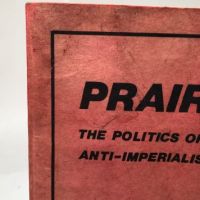 PRAIR
THE POLITICS O
ANTI-IMPERIALIS